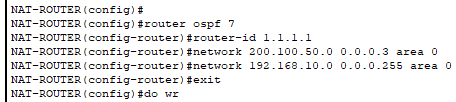 NAT-ROUTER(config)#
NAT-ROUTER(config)#router ospf 7
NAT-ROUTER(config-router)#router-id 1.1.1.1
NAT-ROUTER(config-router)#network 200.100.50.0 0.0.0.3 area 0
NAT-ROUTER(config-router)#network 192.168.10.0 0.0.0.255 area 0
NAT-ROUTER(config-router)#exit
NAT-ROUTER(config)#do wr